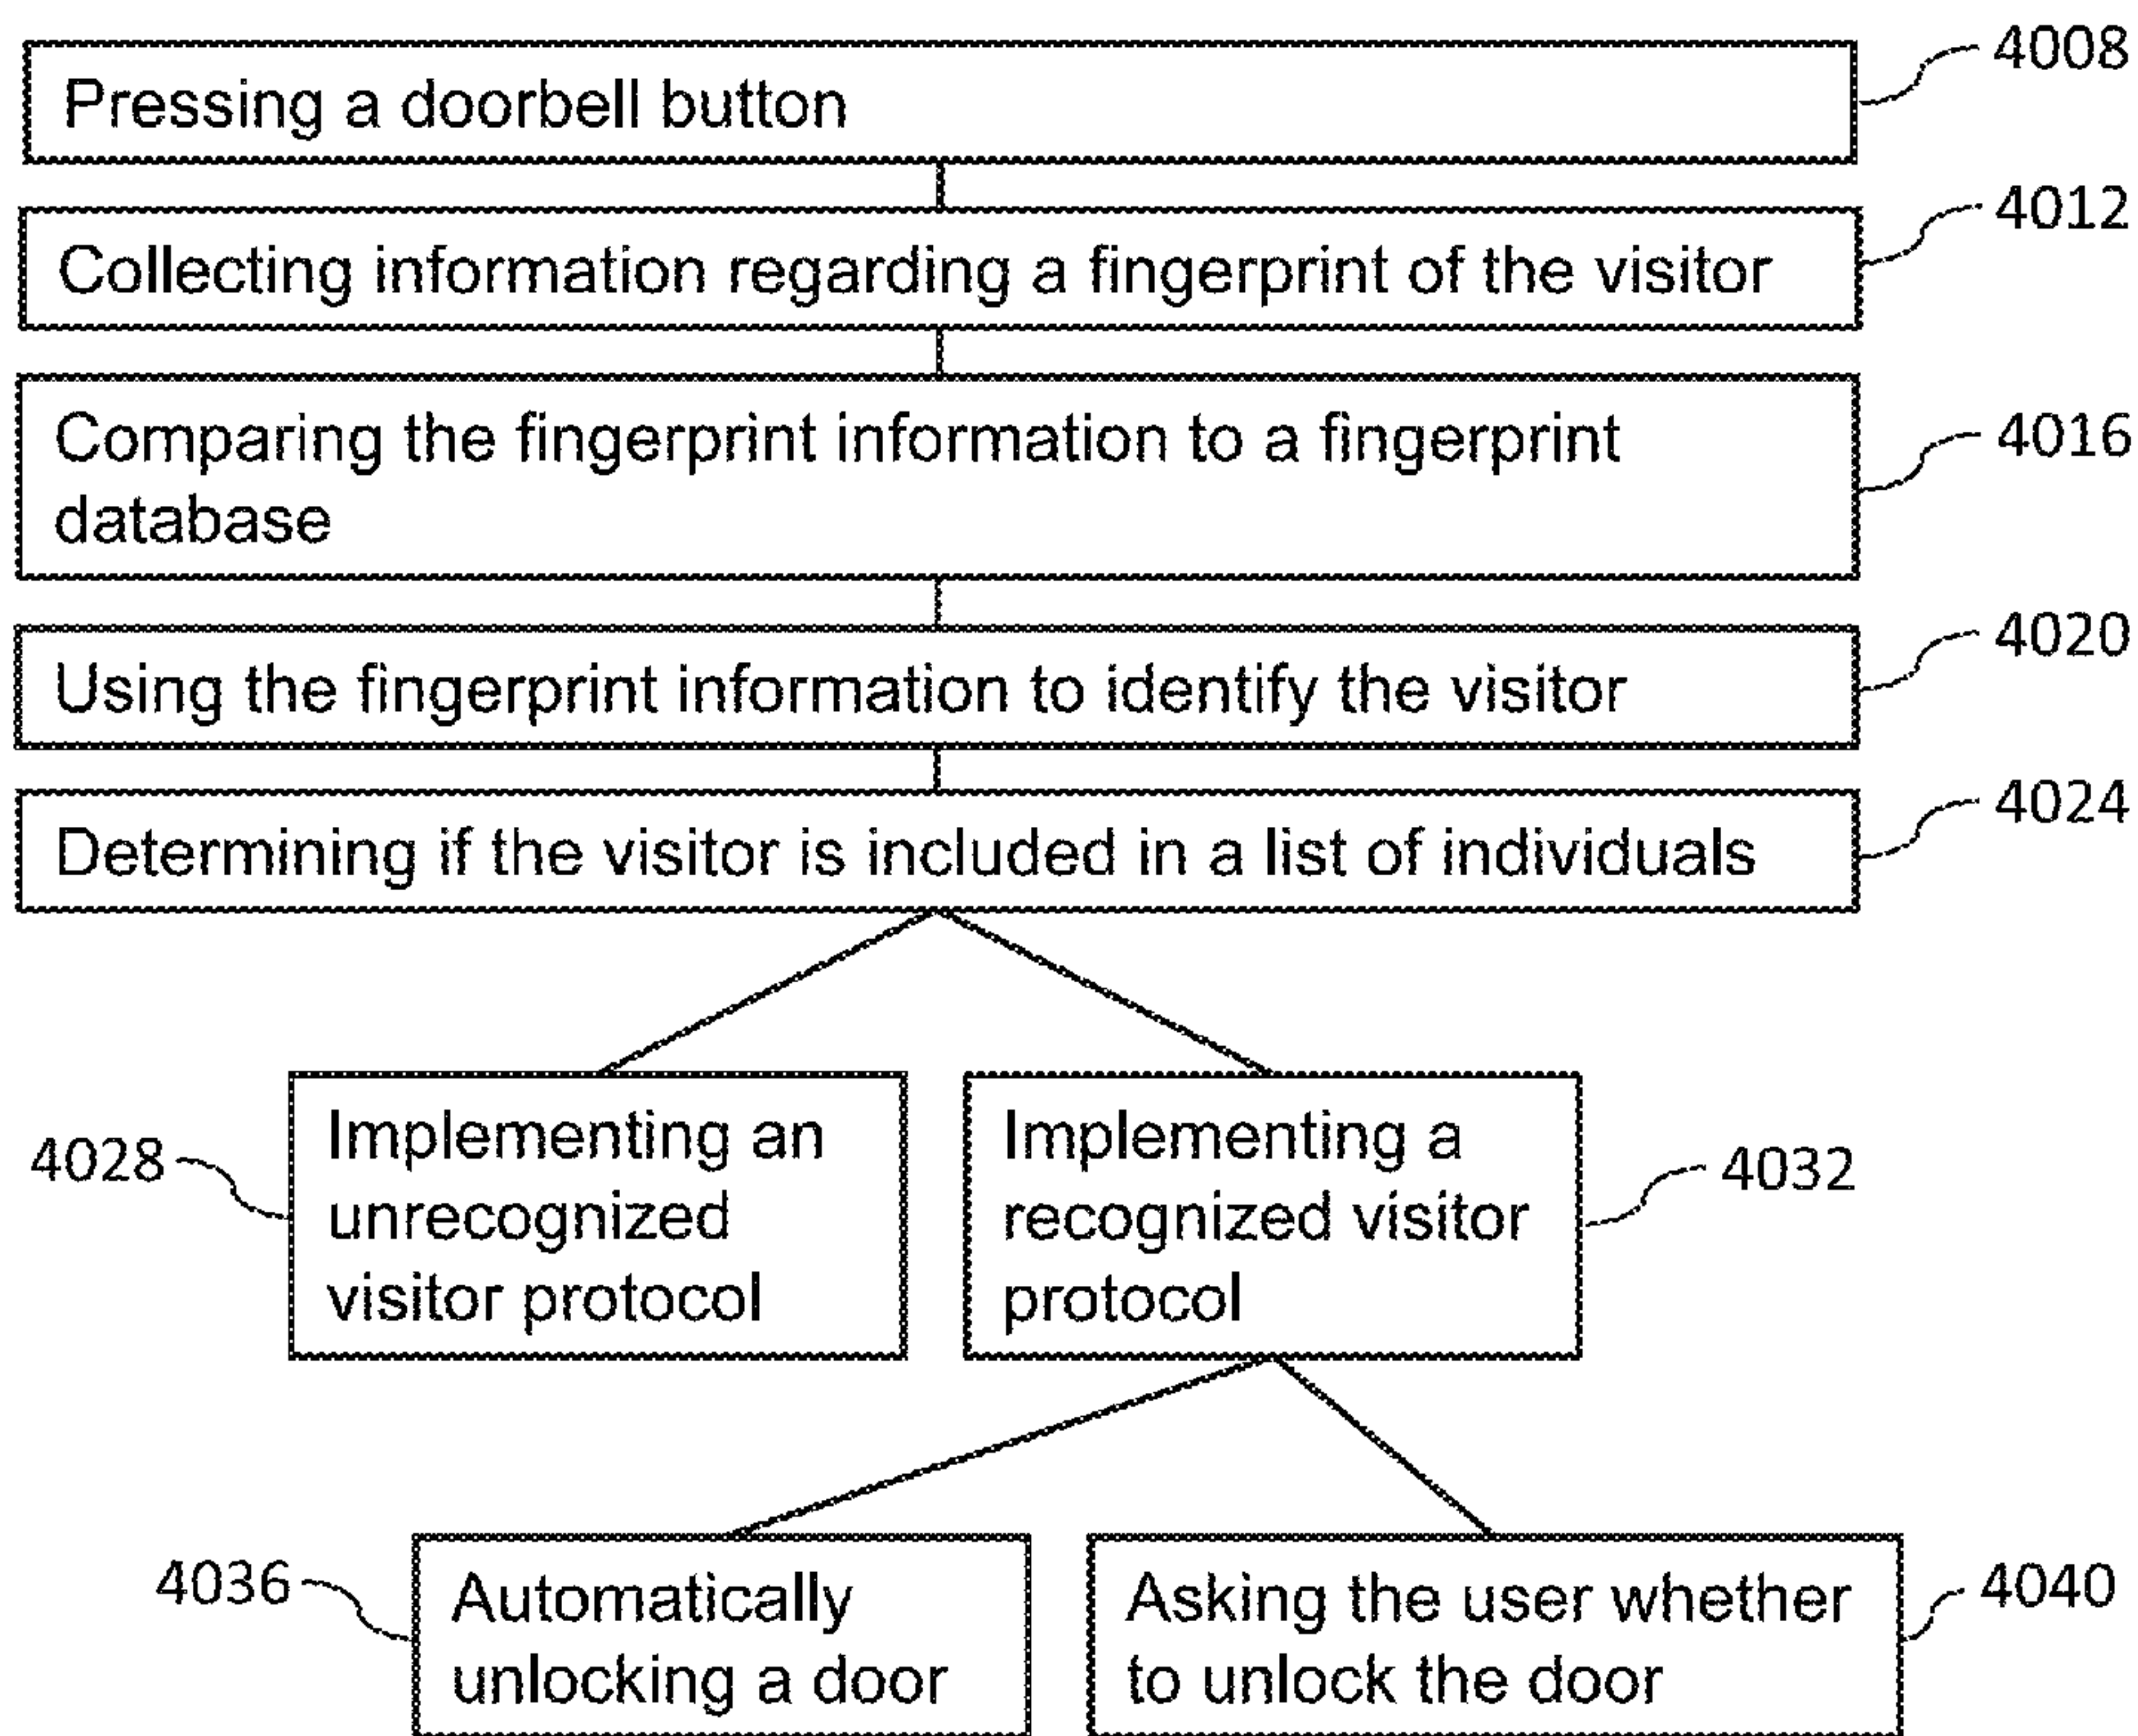 Pressing a doorbell button
4008
Collecting information regarding a fingerprint of the visitor
4012
Comparing the fingerprint information to a fingerprint
database
4016
Using the fingerprint information to identify the visitor
4020
Determining if the visitor is included in a list of individuals
4024
4028
Implementing an
unrecognized
visitor protocol
Implementing a
recognized visitor
protocol
4032
4036
Automatically
unlocking a door
Asking the user whether
to unlock the door
4040